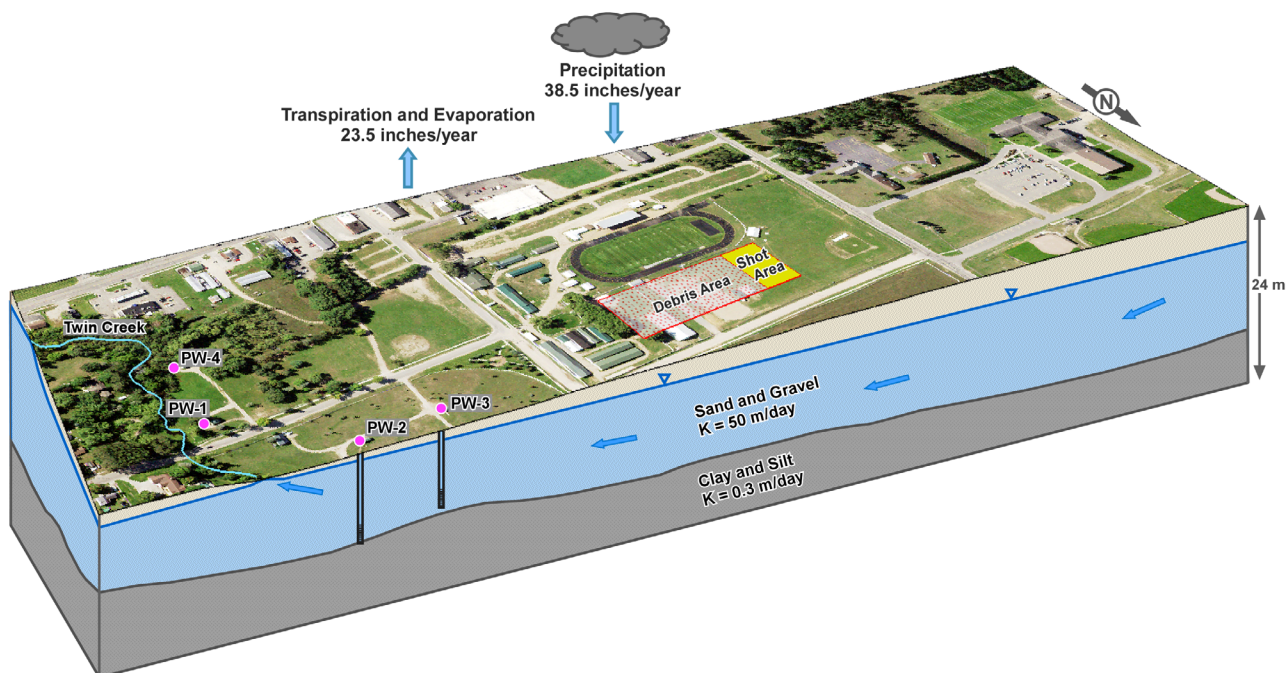 Precipitation
38.5 inches/year
Transpiration and Evaporation
23.5 inches/year
N
Shot
Area
Debris Area
24 m
Twin Creek
PW-4
PW-1
PW-3
PW-2
Sand and Gravel
K = 50 m/day
Clay and Silt
K = 0.3 m/day